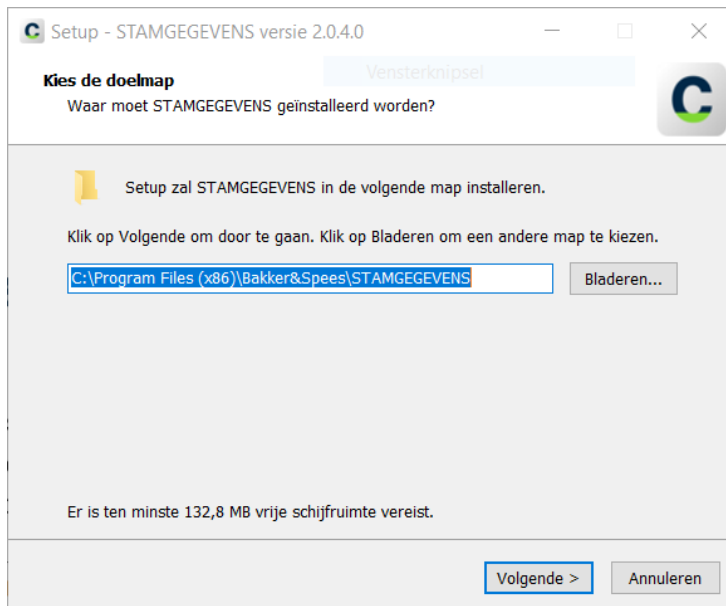 Setup - STAMGEGEVENS versie 2.0.4.0
Vensterknipsel
Kies de doelmap
Waar moet STAMGEGEVENS geïnstalleerd worden?
Setup zal STAMGEGEVENS in de volgende map installeren.
Klik op Volgende om door te gaan. Klik op Bladeren om een andere map te kiezen.
C:\Program Files (x86)\Bakker&Spees\STAMGEGEVENS
Bladeren...
Er is ten minste 132,8 MB vrije schijfruimte vereist.
Volgende >
Annuleren